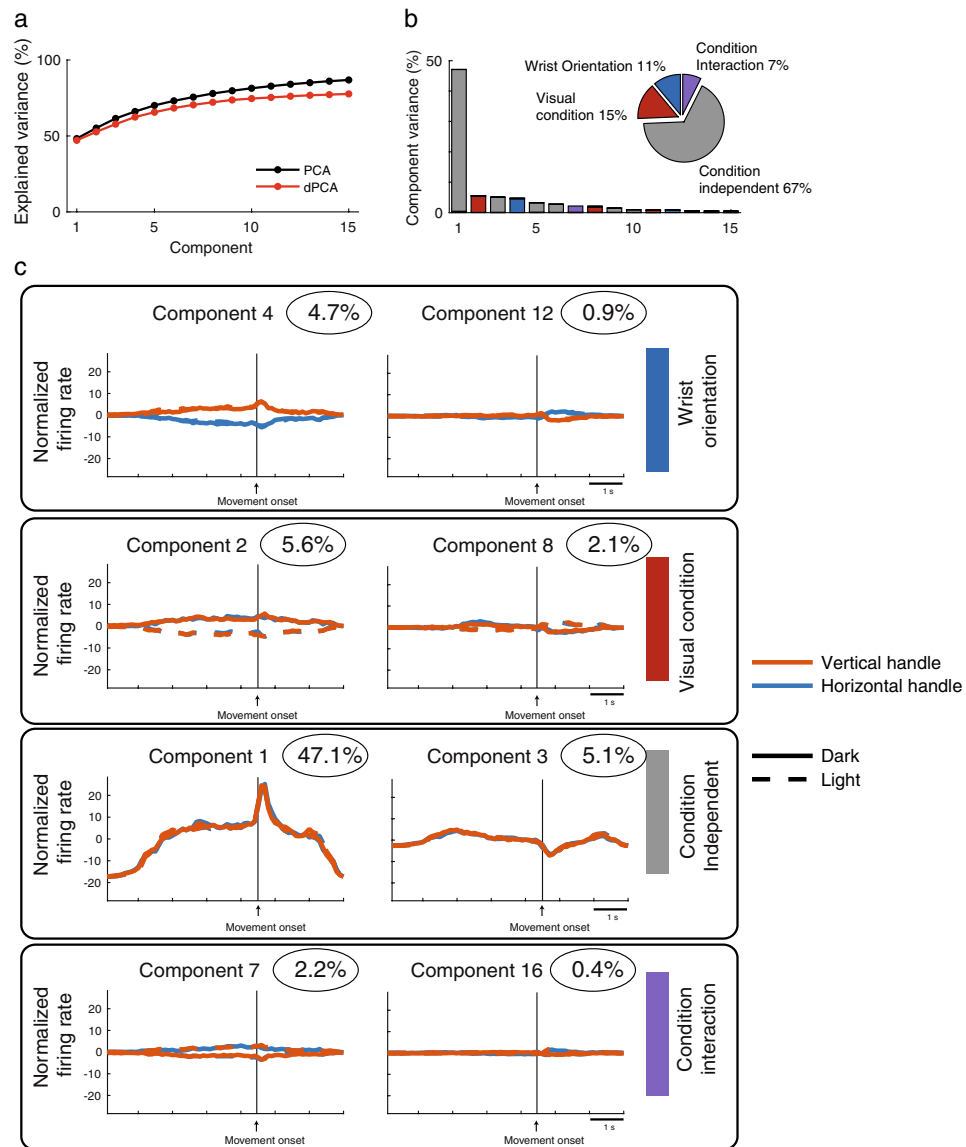 a
Explained variance (%)
100
50
0
1
5
10
15
Component
PCA
dPCA
b
Component variance (%)
50
0
1
5
10
15
Wrist Orientation 11%
Condition
Interaction 7%
Visual
condition 15%
Condition
independent 67%
c
Component 4
4.7%
Component 12
0.9%
Normalized
firing rate
20
10
0
-10
-20
Movement onset
Movement onset
1 s
Wrist
orientation
Component 2
5.6%
Component 8
2.1%
Normalized
firing rate
20
10
0
-10
-20
Movement onset
Movement onset
1 s
Visual condition
Vertical handle
Horizontal handle
Dark
Light
Component 1
47.1%
Component 3
5.1%
Normalized
firing rate
20
10
0
-10
-20
Movement onset
Movement onset
1 s
Condition
Independent
Component 7
2.2%
Component 16
0.4%
Normalized
firing rate
20
10
0
-10
-20
Movement onset
Movement onset
1 s
Condition
interaction